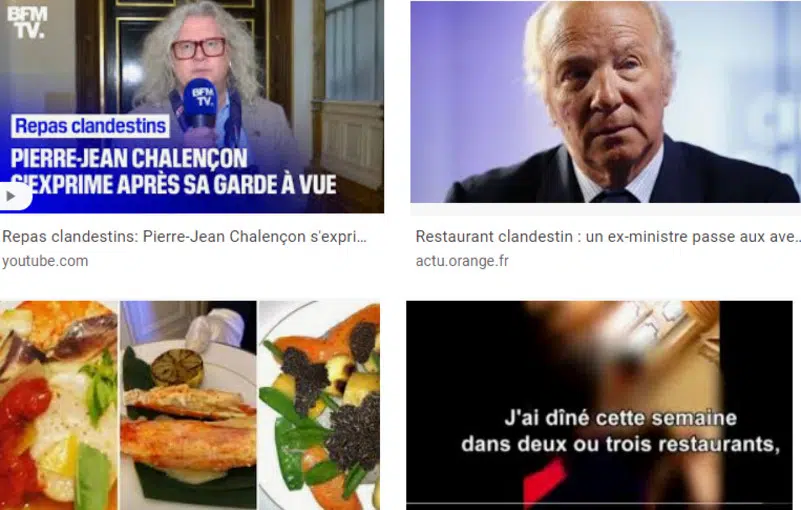 BFM
TV.
BFM
TV.
Repas clandestins
PIERRE-JEAN CHALENÇON
S'EXPRIME APRÈS SA GARDE À VUE
Repas clandestins: Pierre-Jean Chalençon s'expri...
youtube.com
Restaurant clandestin : un ex-ministre passe aux ave...
actu.orange.fr
J'ai dîné cette semaine
dans deux ou trois restaurants,